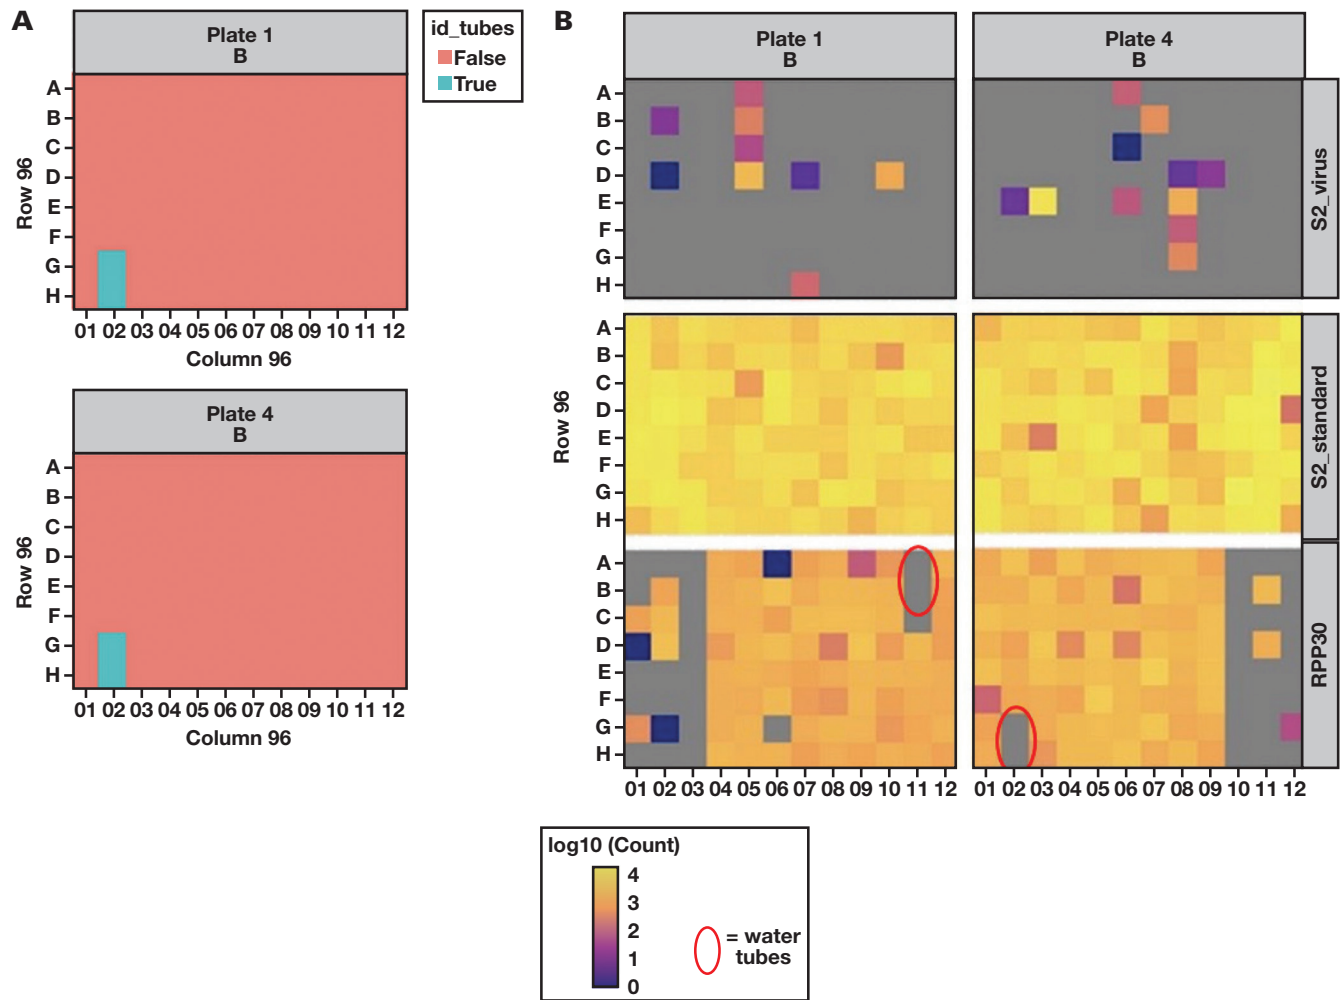 A
Plate 1
B
id_tubes
False
True
Row 96
A
B
C
D
E
F
G
H
01 02 03 04 05 06 07 08 09 10 11 12
Column 96
Plate 4
B
Row 96
A
B
C
D
E
F
G
H
01 02 03 04 05 06 07 08 09 10 11 12
Column 96
B
Plate 1
B
Plate 4
B
Row 96
A
B
C
D
E
F
G
H
S2_virus
A
B
C
D
E
F
G
H
S2_standard
A
B
C
D
E
F
G
H
RPP30
01 02 03 04 05 06 07 08 09 10 11 12
01 02 03 04 05 06 07 08 09 10 11 12
log10 (Count)
4
3
2
1
0
= water
tubes